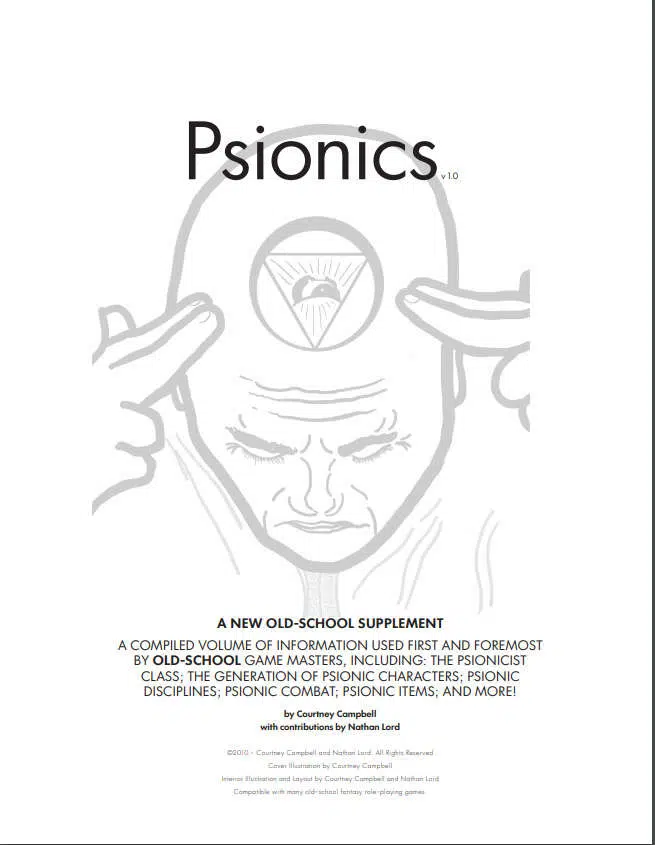 Psionics v 1.0
A NEW OLD-SCHOOL SUPPLEMENT
A COMPILED VOLUME OF INFORMATION USED FIRST AND FOREMOST
BY OLD-SCHOOL GAME MASTERS, INCLUDING: THE PSIONICIST
CLASS; THE GENERATION OF PSIONIC CHARACTERS; PSIONIC
DISCIPLINES; PSIONIC COMBAT; PSIONIC ITEMS; AND MORE!
by Courtney Campbell
with contributions by Nathan Lord
©2010 - Courtney Campbell and Nathan Lord. All Rights Reserved
Cover Illustration by Courtney Campbell
Interior Illustration and Layout by Courtney Campbell and Nathan Lord
Compatible with many old-school fantasy role-playing games